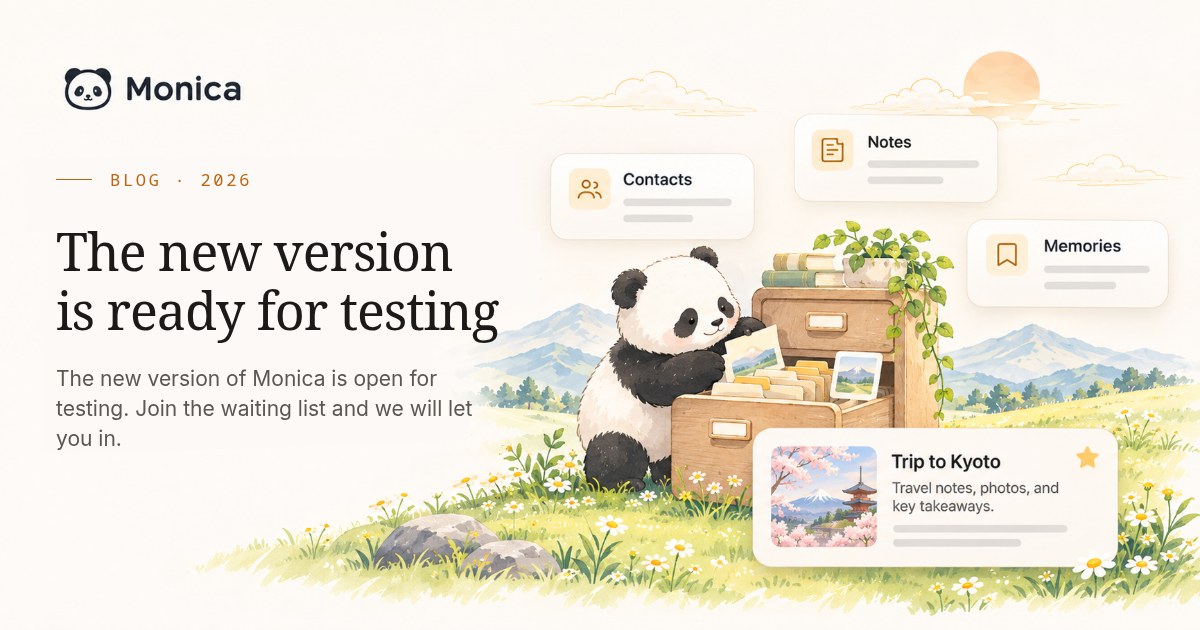 Monica
BLOG · 2026
The new version
is ready for testing
The new version of Monica is open for
testing. Join the waiting list and we will let
you in.
Contacts
Notes
Memories
Trip to Kyoto
Travel notes, photos, and
key takeaways.